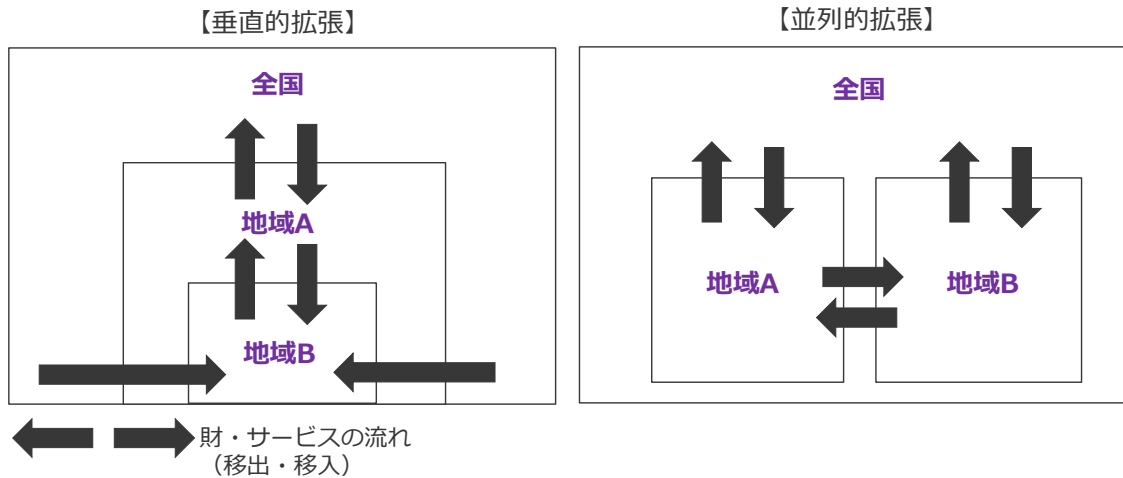 【垂直的拡張】
全国
地域A
地域B
財・サービスの流れ
（移出・移入）
【並列的拡張】
全国
地域A
地域B